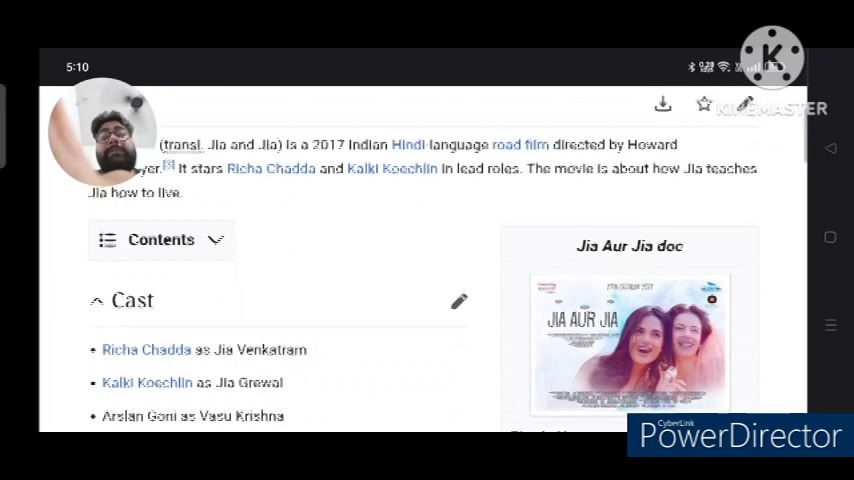 5:10
K
KINEMASTER
(transl. Jia and Jia) is a 2017 Indian Hindi-language road film directed by Howard
yer.[3] It stars Richa Chadda and Kalki Koechlin in lead roles. The movie is about how Jia teaches
Jia how to live.
Contents
Jia Aur Jia doc
Cast
JIA AUR JIA
• Richa Chadda as Jia Venkatram
• Kalki Koechlin as Jia Grewal
• Arslan Goni as Vasu Krishna
CyberLink
PowerDirector